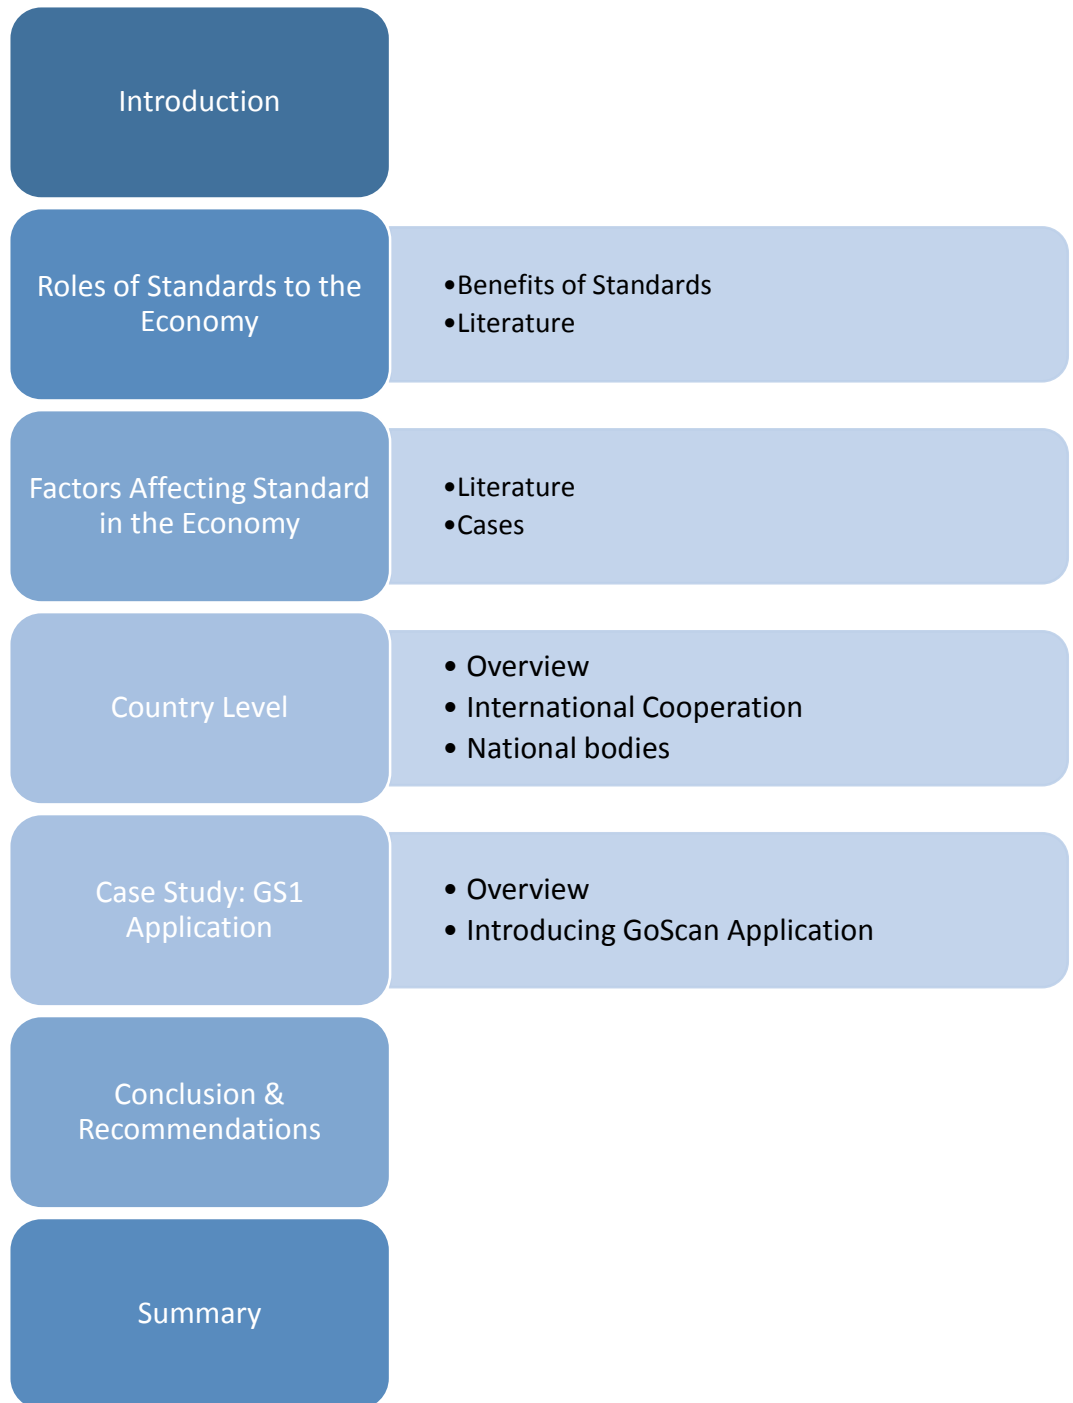 Introduction
Roles of Standards to the
Economy
•Benefits of Standards
•Literature
Factors Affecting Standard
in the Economy
•Literature
•Cases
Country Level
• Overview
• International Cooperation
• National bodies
Case Study: GS1
Application
• Overview
• Introducing GoScan Application
Conclusion &
Recommendations
Summary